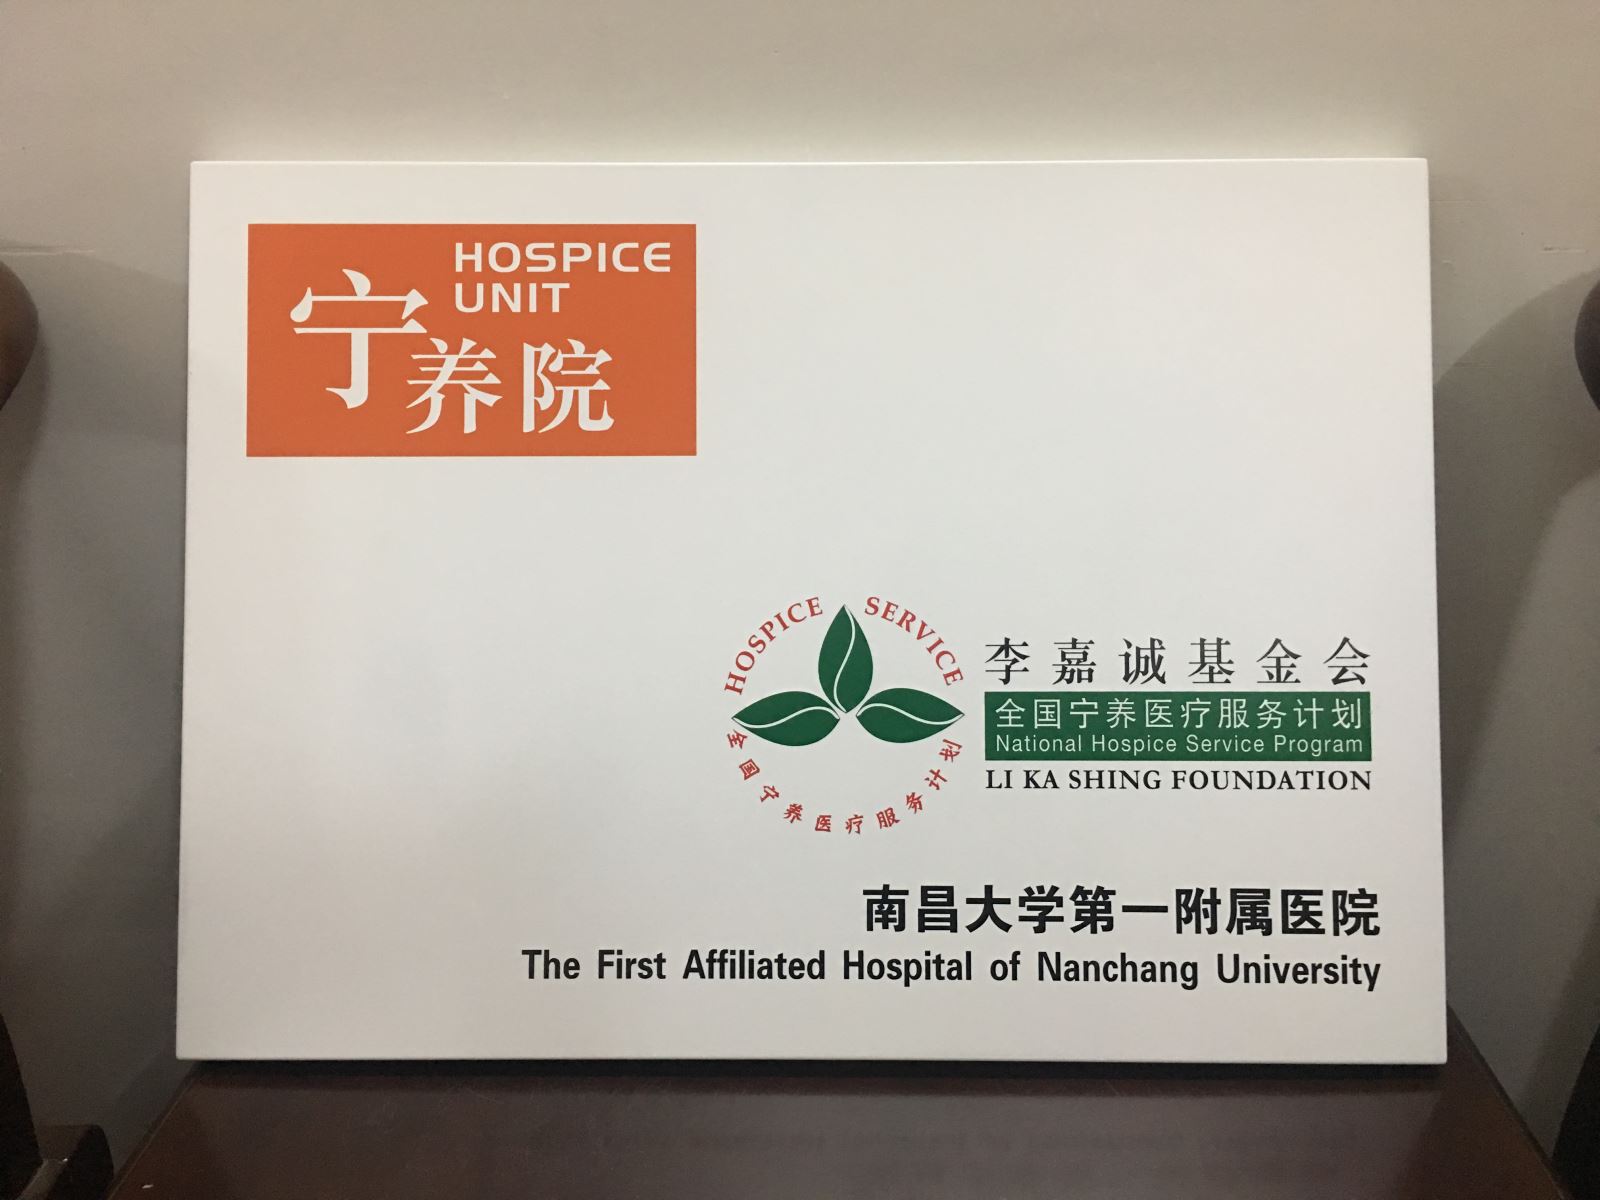 HOSPICE
UNIT
宁养院
HOSPICE SERVICE
全国宁养医疗服务计划
李嘉诚基金会
全国宁养医疗服务计划
National Hospice Service Program
LI KA SHING FOUNDATION
南昌大学第一附属医院
The First Affiliated Hospital of Nanchang University